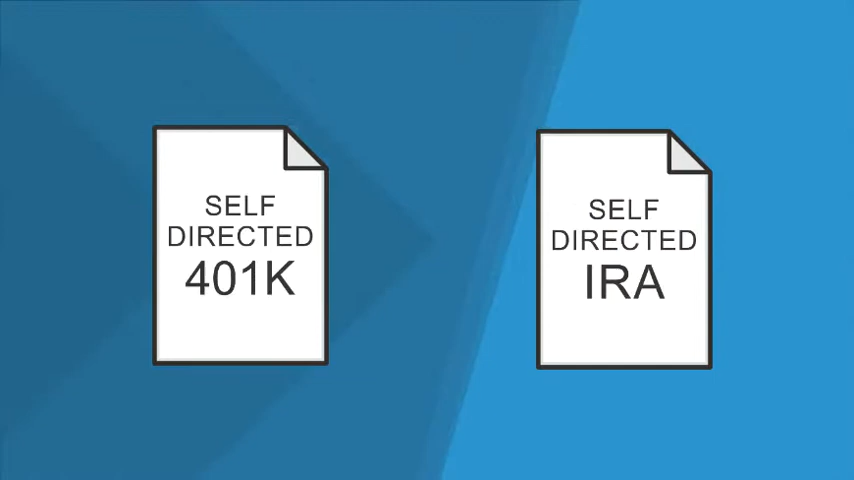 SELF
DIRECTED
401K
SELF
DIRECTED
IRA